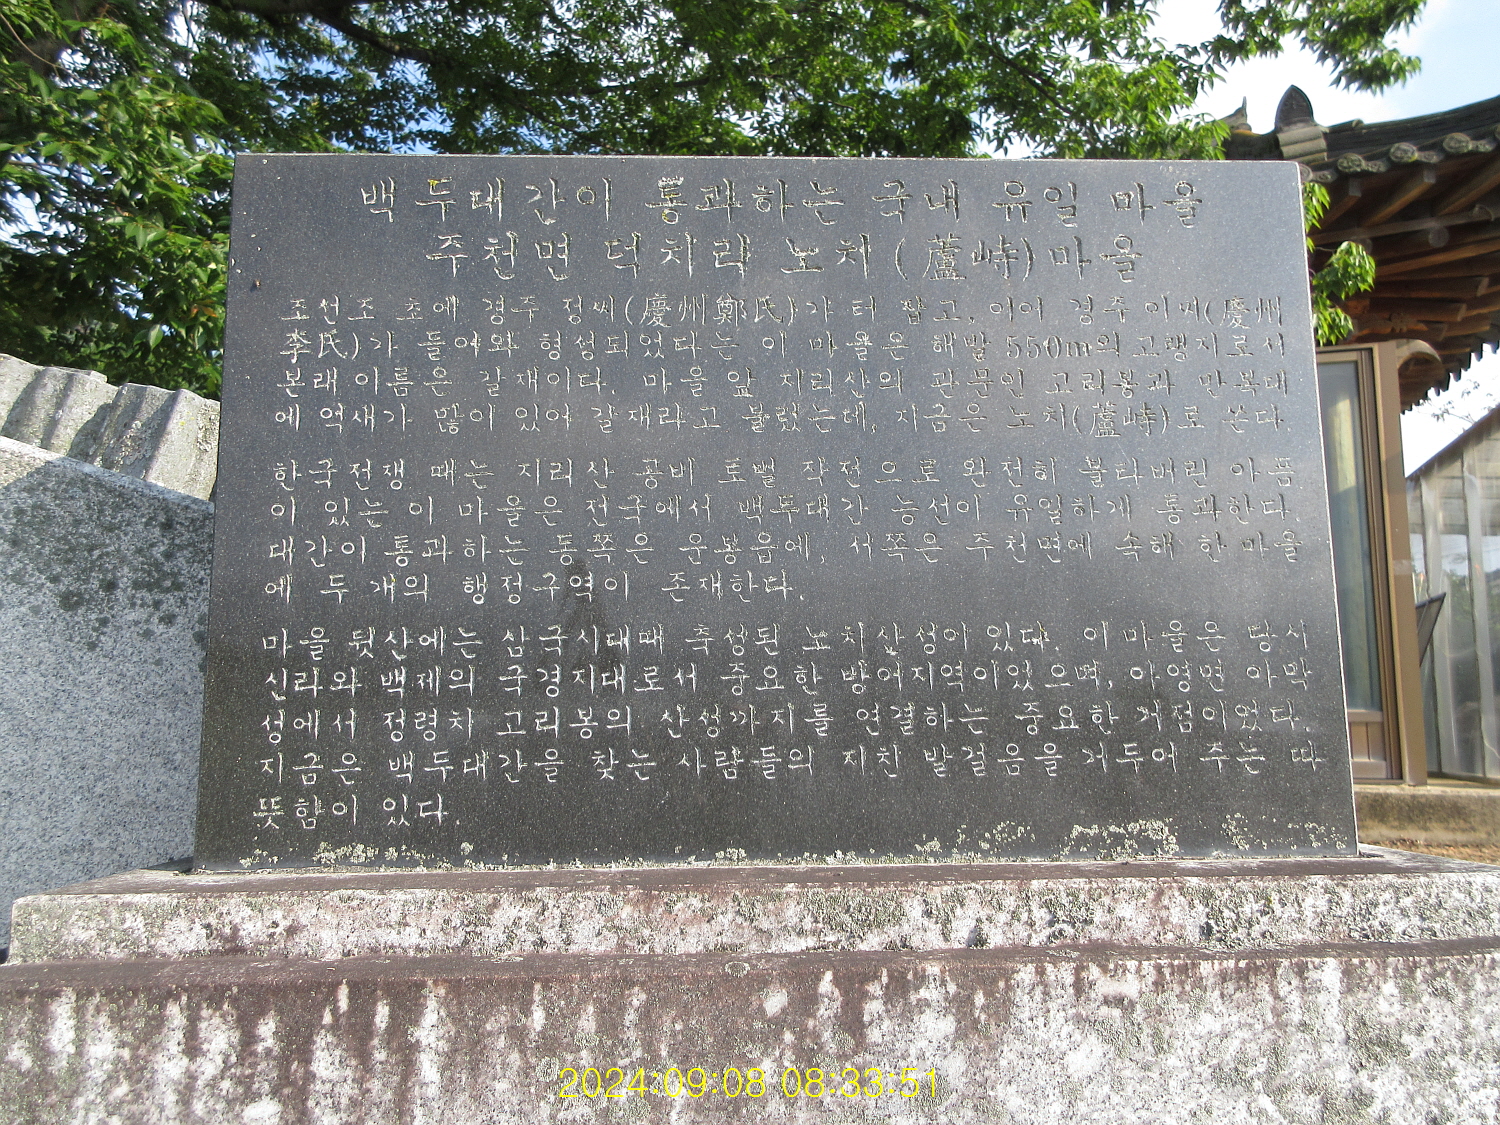 백두대간이 통과하는 국내 유일 마을
주천면 덕치리 노치(蘆峙)마을
조선조 초에 경주 정씨(慶州鄭氏)가 터 잡고, 이어 경주 이씨(慶州
李氏)가 들어와 형성되었다는 이 마을은 해발 550m의 고랭지로서
본래 이름은 갈재이다. 마을 앞 지리산의 관문인 고리봉과 만복대
에 억새가 많이 있어 갈재라고 불렀는데, 지금은 노치(蘆峙)로 쓴다.
한국전쟁 때는 지리산 공비 토벌 작전으로 완전히 불타버린 아픔
이 있는 이 마을은 전국에서 백두대간 능선이 유일하게 통과한다.
대간이 통과하는 동쪽은 운봉읍에, 서쪽은 주천면에 속해 한 마을
에 두 개의 행정구역이 존재한다.
마을 뒷산에는 삼국시대때 축성된 노치산성이 있다. 이 마을은 당시
신라와 백제의 국경지대로서 중요한 방어지역이었으며, 아영면 아막
성에서 정령치 고리봉의 산성까지를 연결하는 중요한 거점이었다.
지금은 백두대간을 찾는 사람들의 지친 발걸음을 거두어 주는 따
뜻함이 있다.
2024:09:08 08:33:51